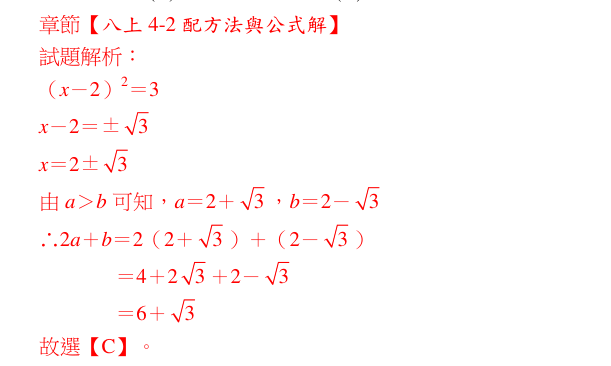 章節【八上 4-2 配方法與公式解】
試題解析：
（x－2）²＝3
x－2＝±√3
x＝2±√3
由 a＞b 可知，a＝2＋√3，b＝2－√3
∴2a＋b＝2（2＋√3）＋（2－√3）
＝4＋2√3＋2－√3
＝6＋√3
故選【C】。